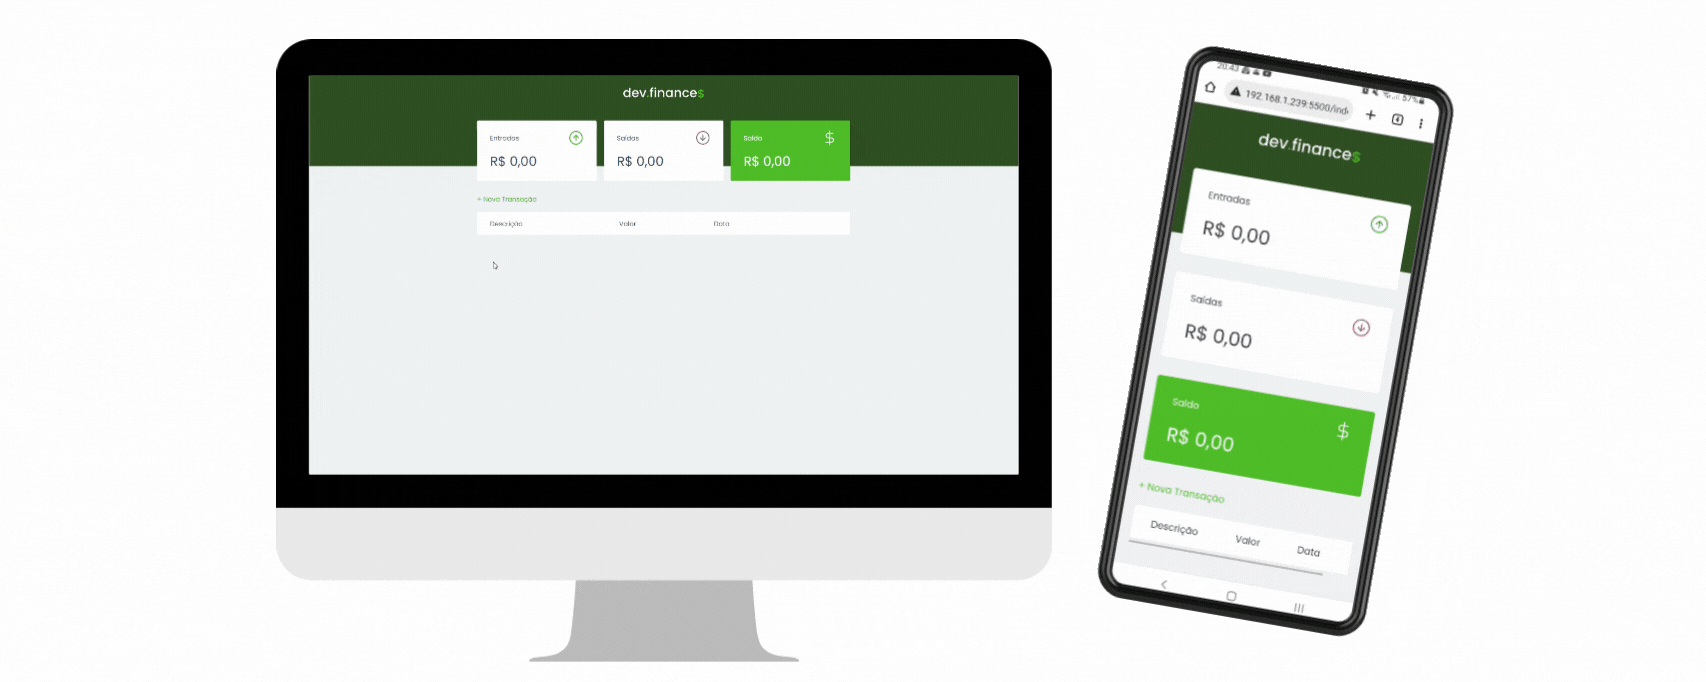 dev.finance$
Entradas
R$ 0,00
Saídas
R$ 0,00
Saldo
$
R$ 0,00
+ Nova Transação
Descrição Valor Data
20:43 57%
192.168.1.239:5500/ind
dev.finance$
Entradas
R$ 0,00
Saídas
R$ 0,00
Saldo
$
R$ 0,00
+ Nova Transação
Descrição Valor Data